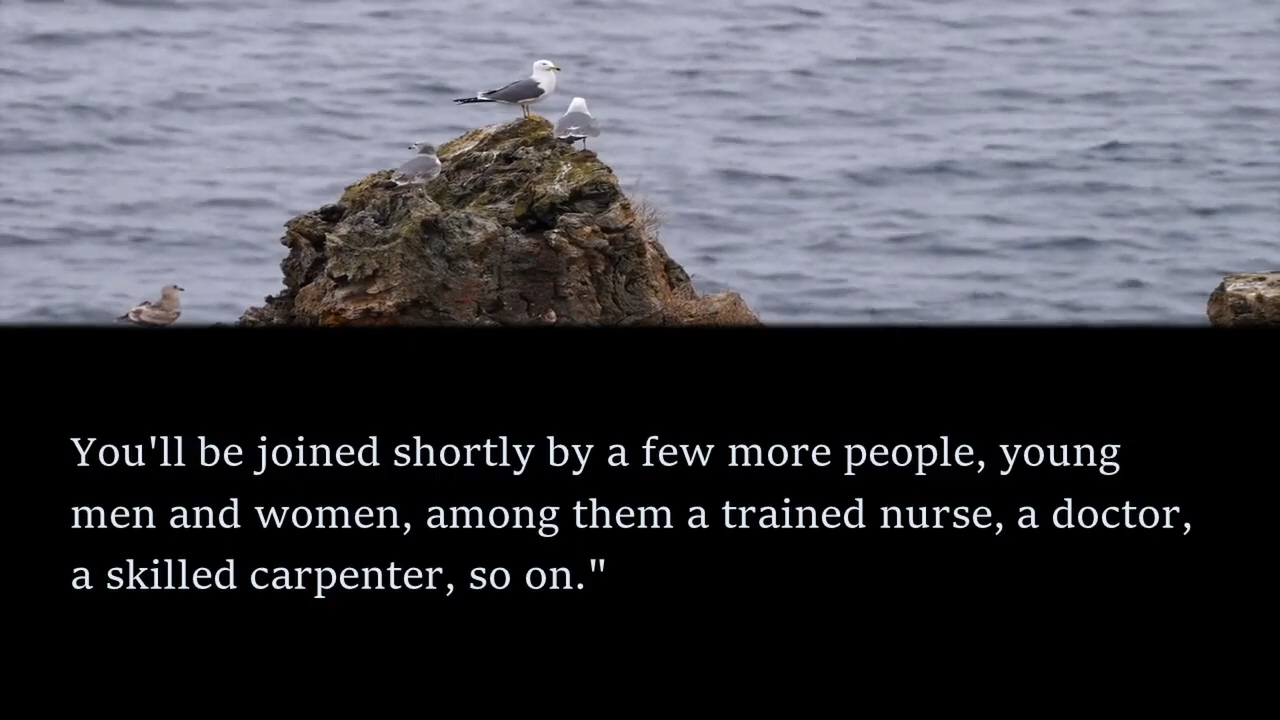 You'll be joined shortly by a few more people, young
men and women, among them a trained nurse, a doctor,
a skilled carpenter, so on."